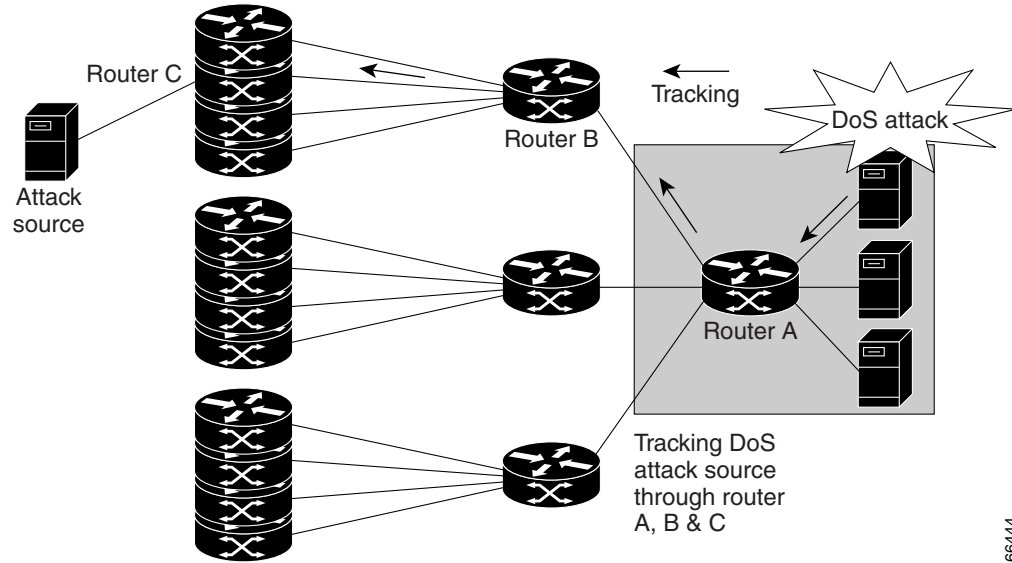 Router C
Attack
source
Router B
Tracking
DoS attack
Router A
Tracking DoS
attack source
through router
A, B & C
66444